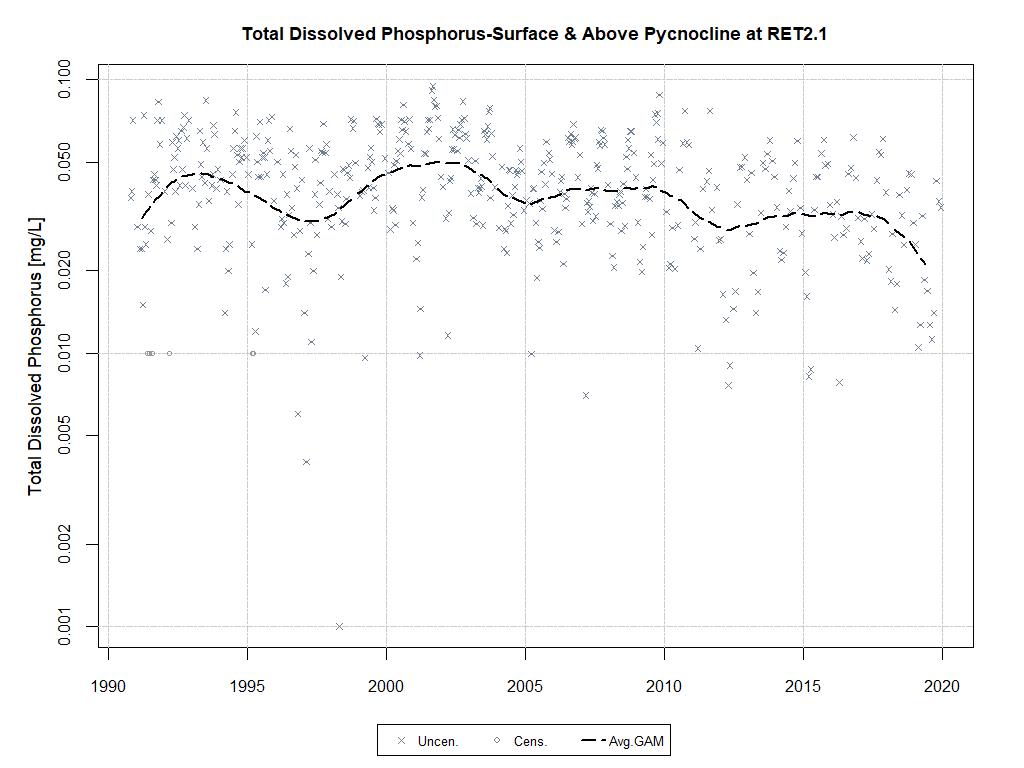 Total Dissolved Phosphorus-Surface & Above Pycnocline at RET2.1
Total Dissolved Phosphorus [mg/L]
0.100
0.050
0.020
0.010
0.005
0.002
0.001
1990 1995 2000 2005 2010 2015 2020
Uncen. Cens. Avg.GAM